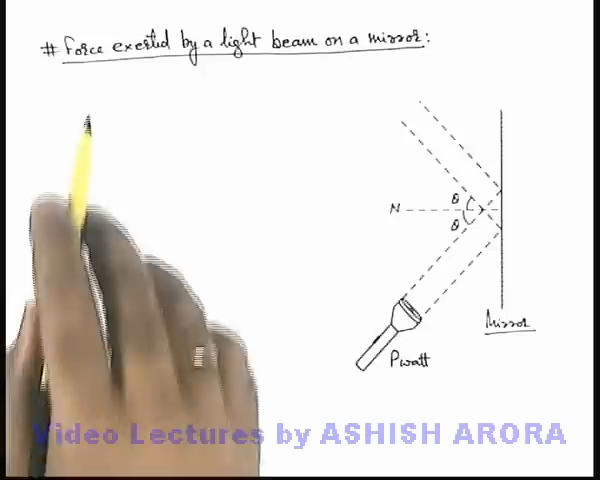 # Force exerted by a light beam on a mirror:
θ
N
θ
Mirror
Pwatt
Video Lectures by ASHISH ARORA